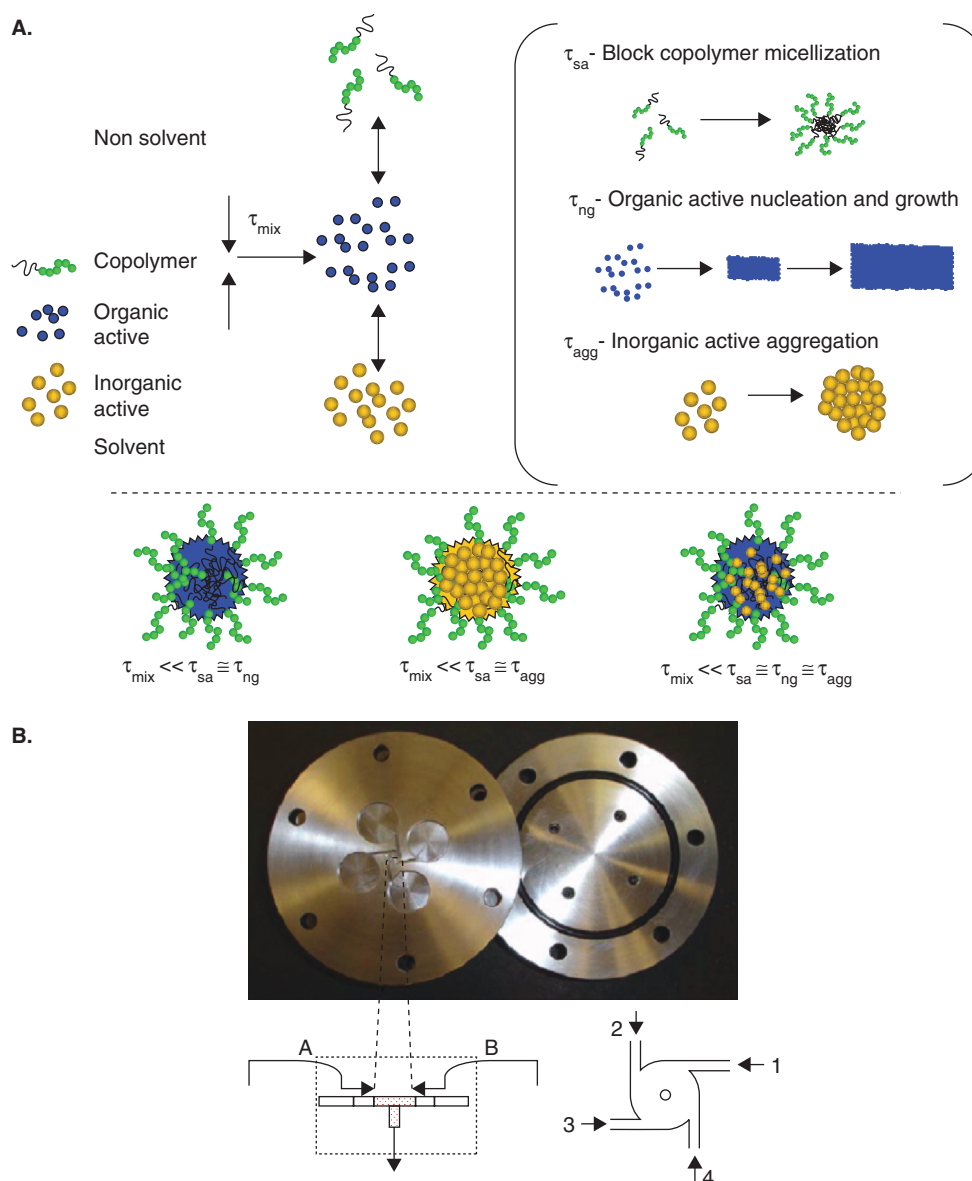 A.
Non solvent
τmix
Copolymer
Organic
active
Inorganic
active
Solvent
τsa- Block copolymer micellization
τng- Organic active nucleation and growth
τagg- Inorganic active aggregation
τmix << τsa ≅ τng
τmix << τsa ≅ τagg
τmix << τsa ≅ τng ≅ τagg
B.
A
B
2
1
3
4